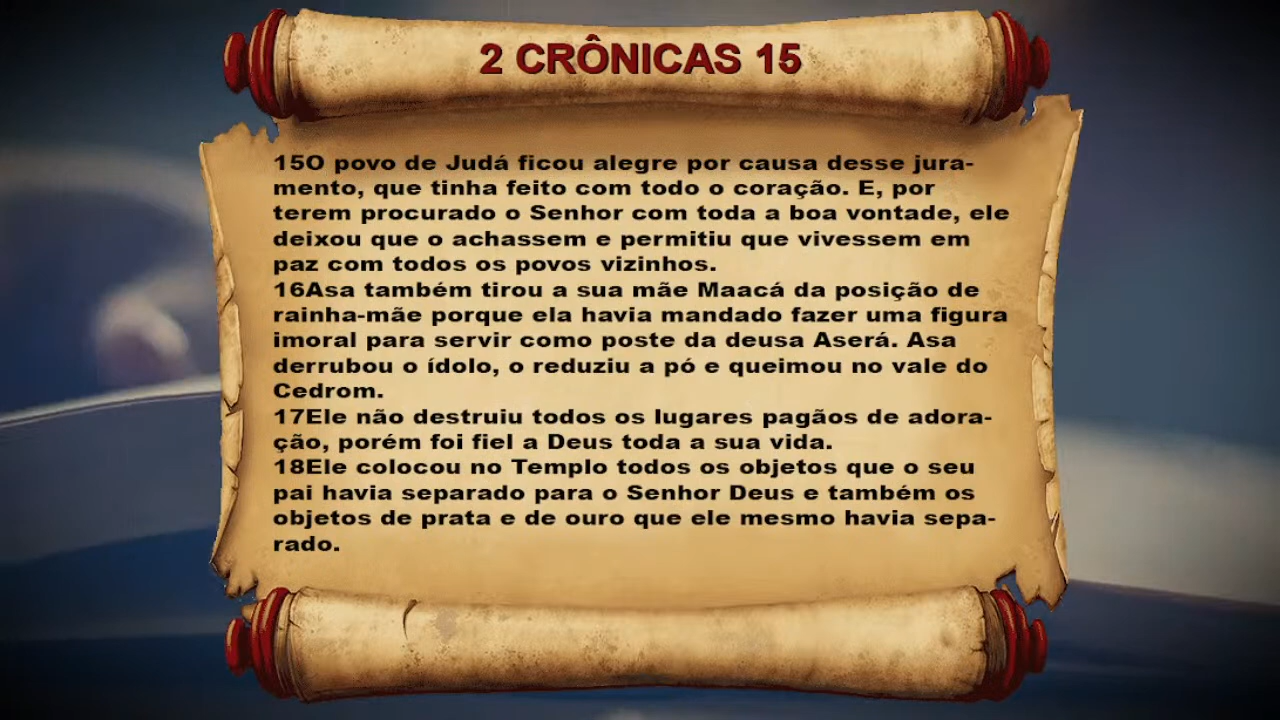 2 CRÔNICAS 15
15O povo de Judá ficou alegre por causa desse jura-
mento, que tinha feito com todo o coração. E, por
terem procurado o Senhor com toda a boa vontade, ele
deixou que o achassem e permitiu que vivessem em
paz com todos os povos vizinhos.
16Asa também tirou a sua mãe Maacá da posição de
rainha-mãe porque ela havia mandado fazer uma figura
imoral para servir como poste da deusa Aserá. Asa
derrubou o ídolo, o reduziu a pó e queimou no vale do
Cedrom.
17Ele não destruiu todos os lugares pagãos de adora-
ção, porém foi fiel a Deus toda a sua vida.
18Ele colocou no Templo todos os objetos que o seu
pai havia separado para o Senhor Deus e também os
objetos de prata e de ouro que ele mesmo havia sepa-
rado.